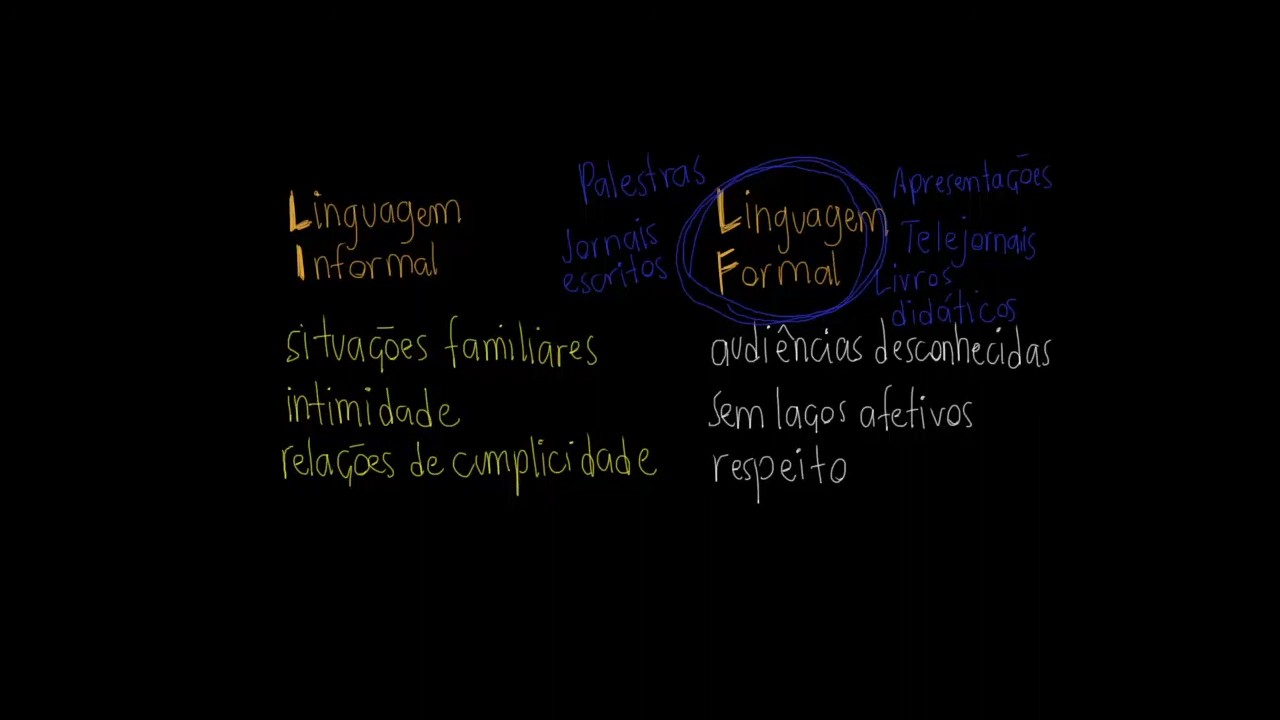 Linguagem
Informal
situações familiares
intimidade
relações de cumplicidade
Palestras
Jornais
escritos
Linguagem
Formal
Apresentações
Telejornais
Livros
didáticos
audiências desconhecidas
sem laços afetivos
respeito